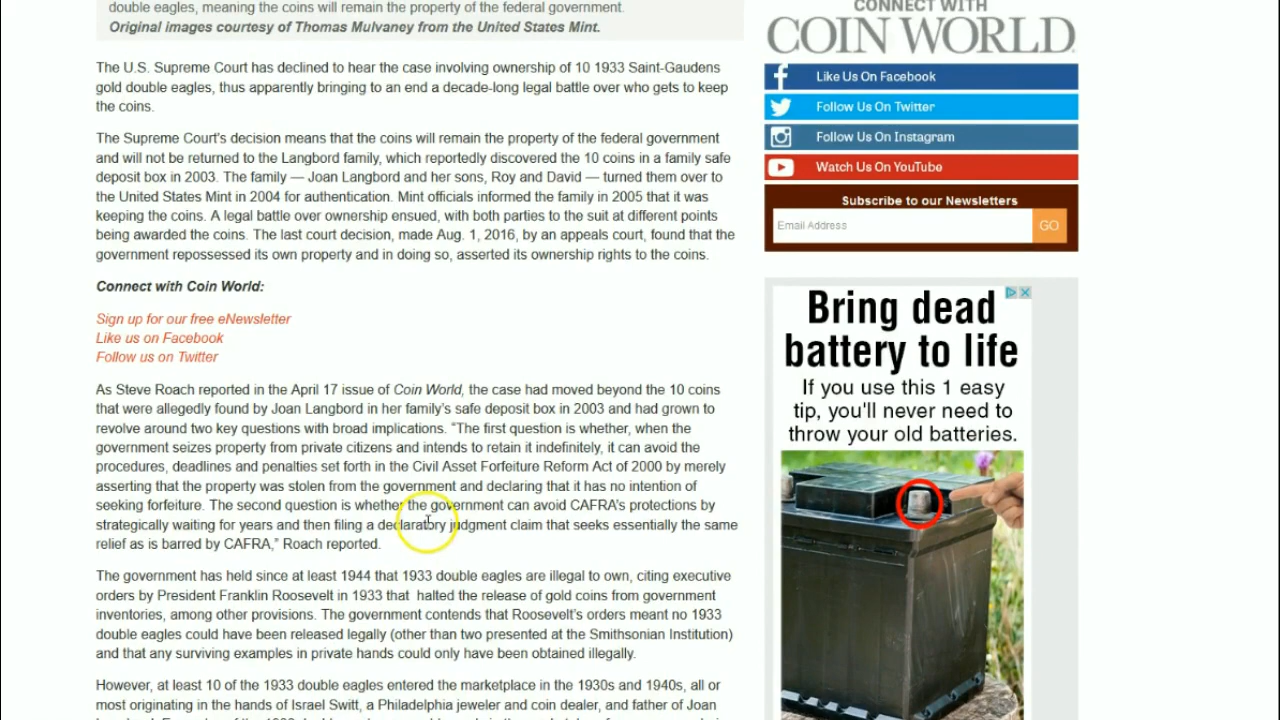 double eagles, meaning the coins will remain the property of the federal government.
Original images courtesy of Thomas Mulvaney from the United States Mint.
The U.S. Supreme Court has declined to hear the case involving ownership of 10 1933 Saint-Gaudens
gold double eagles, thus apparently bringing to an end a decade-long legal battle over who gets to keep
the coins.
The Supreme Court's decision means that the coins will remain the property of the federal government
and will not be returned to the Langbord family, which reportedly discovered the 10 coins in a family safe
deposit box in 2003. The family — Joan Langbord and her sons, Roy and David — turned them over to
the United States Mint in 2004 for authentication. Mint officials informed the family in 2005 that it was
keeping the coins. A legal battle over ownership ensued, with both parties to the suit at different points
being awarded the coins. The last court decision, made Aug. 1, 2016, by an appeals court, found that the
government repossessed its own property and in doing so, asserted its ownership rights to the coins.
Connect with Coin World:
Sign up for our free eNewsletter
Like us on Facebook
Follow us on Twitter
As Steve Roach reported in the April 17 issue of Coin World, the case had moved beyond the 10 coins
that were allegedly found by Joan Langbord in her family's safe deposit box in 2003 and had grown to
revolve around two key questions with broad implications. “The first question is whether, when the
government seizes property from private citizens and intends to retain it indefinitely, it can avoid the
procedures, deadlines and penalties set forth in the Civil Asset Forfeiture Reform Act of 2000 by merely
asserting that the property was stolen from the government and declaring that it has no intention of
seeking forfeiture. The second question is whether the government can avoid CAFRA's protections by
strategically waiting for years and then filing a declaratory judgment claim that seeks essentially the same
relief as is barred by CAFRA,” Roach reported.
The government has held since at least 1944 that 1933 double eagles are illegal to own, citing executive
orders by President Franklin Roosevelt in 1933 that halted the release of gold coins from government
inventories, among other provisions. The government contends that Roosevelt's orders meant no 1933
double eagles could have been released legally (other than two presented at the Smithsonian Institution)
and that any surviving examples in private hands could only have been obtained illegally.
However, at least 10 of the 1933 double eagles entered the marketplace in the 1930s and 1940s, all or
most originating in the hands of Israel Switt, a Philadelphia jeweler and coin dealer, and father of Joan
CONNECT WITH
COIN WORLD
Like Us On Facebook
Follow Us On Twitter
Follow Us On Instagram
Watch Us On YouTube
Subscribe to our Newsletters
Email Address
GO
Bring dead
battery to life
If you use this 1 easy
tip, you'll never need to
throw your old batteries.